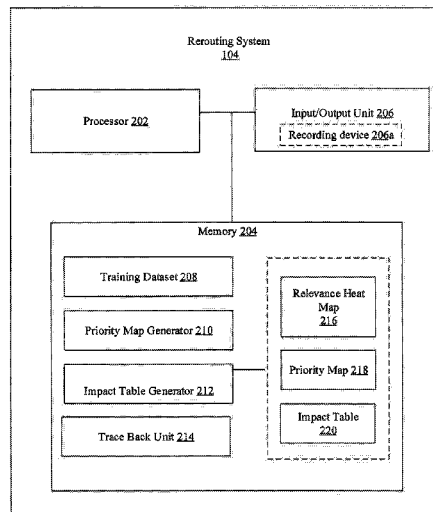 Rerouting System
104
Processor 202
Input/Output Unit 206
Recording device 206a
Memory 204
Training Dataset 208
Priority Map Generator 210
Impact Table Generator 212
Trace Back Unit 214
Relevance Heat
Map
216
Priority Map 218
Impact Table
220